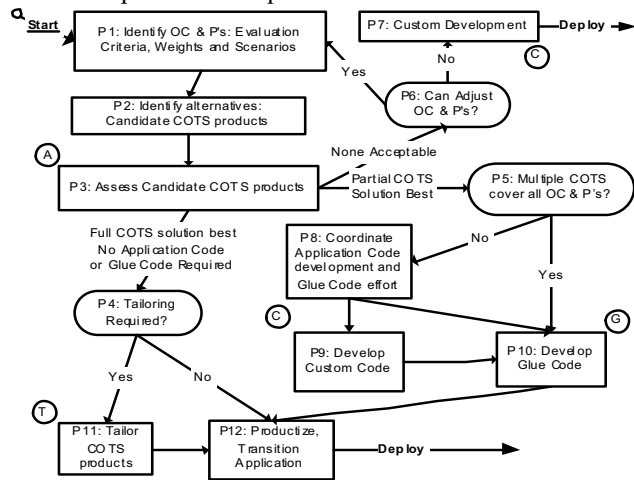 Start
P1: Identify OC & P's: Evaluation
Criteria, Weights and Scenarios
P7: Custom Development
Deploy
C
Yes
No
P6: Can Adjust
OC & P's?
P2: Identify alternatives:
Candidate COTS products
A
None Acceptable
P3: Assess Candidate COTS products
Partial COTS
Solution Best
P5: Multiple COTS
cover all OC & P's?
Full COTS solution best
No Application Code
or Glue Code Required
P8: Coordinate
Application Code
development and
Glue Code effort
No
Yes
P4: Tailoring
Required?
C
G
P9: Develop
Custom Code
P10: Develop
Glue Code
Yes
No
T
P11: Tailor
COTS
products
P12: Productize,
Transition
Application
Deploy